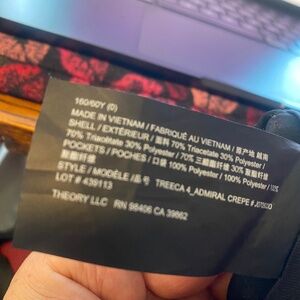 160/60Y (0)
MADE IN VIETNAM / FABRIQUÉ AU VIETNAM / 原产地 越南
SHELL / EXTÉRIEUR / 面料 70% Triacetate 30% Polyester /
70% Triacétate 30% Polyester / 70% 三醋酯纤维 30% 聚酯纤维
POCKETS / POCHES / 口袋 100% Polyester / 100% Polyester / 100%
聚酯纤维
STYLE / MODÈLE / 品号 TREECA 4_ADMIRAL CREPE #
LOT # 439113
THEORY LLC RN 98406 CA 39862